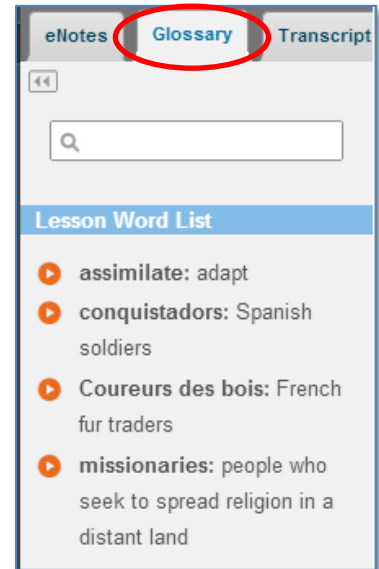 eNotes Glossary Transcript
Lesson Word List
assimilate: adapt
conquistadors: Spanish
soldiers
Coureurs des bois: French
fur traders
missionaries: people who
seek to spread religion in a
distant land